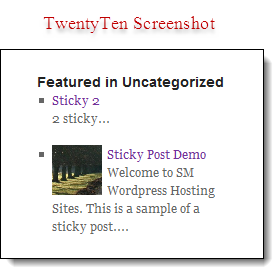 TwentyTen Screenshot
Featured in Uncategorized
Sticky 2
2 sticky...
Sticky Post Demo
Welcome to SM
Wordpress Hosting
Sites. This is a sample of a
sticky post....